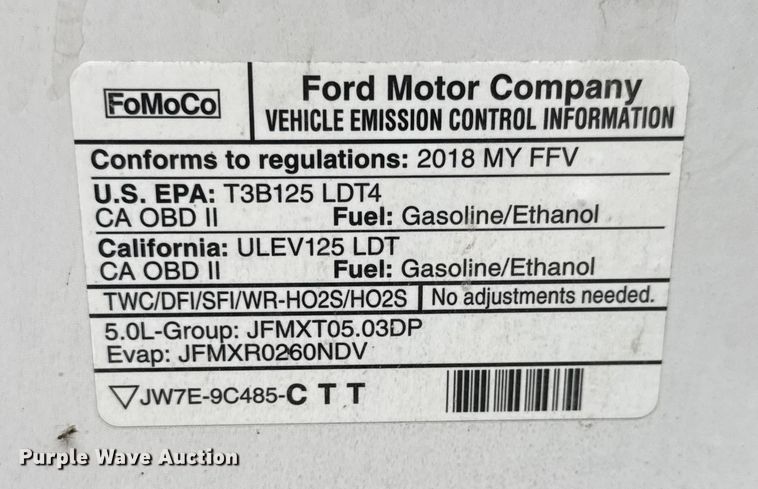 FoMoCo
Ford Motor Company
VEHICLE EMISSION CONTROL INFORMATION
Conforms to regulations: 2018 MY FFV
U.S. EPA: T3B125 LDT4
CA OBD II Fuel: Gasoline/Ethanol
California: ULEV125 LDT
CA OBD II Fuel: Gasoline/Ethanol
TWC/DFI/SFI/WR-HO2S/HO2S No adjustments needed.
5.0L-Group: JFMXT05.03DP
Evap: JFMXR0260NDV
JW7E-9C485-CTT
Purple Wave Auction